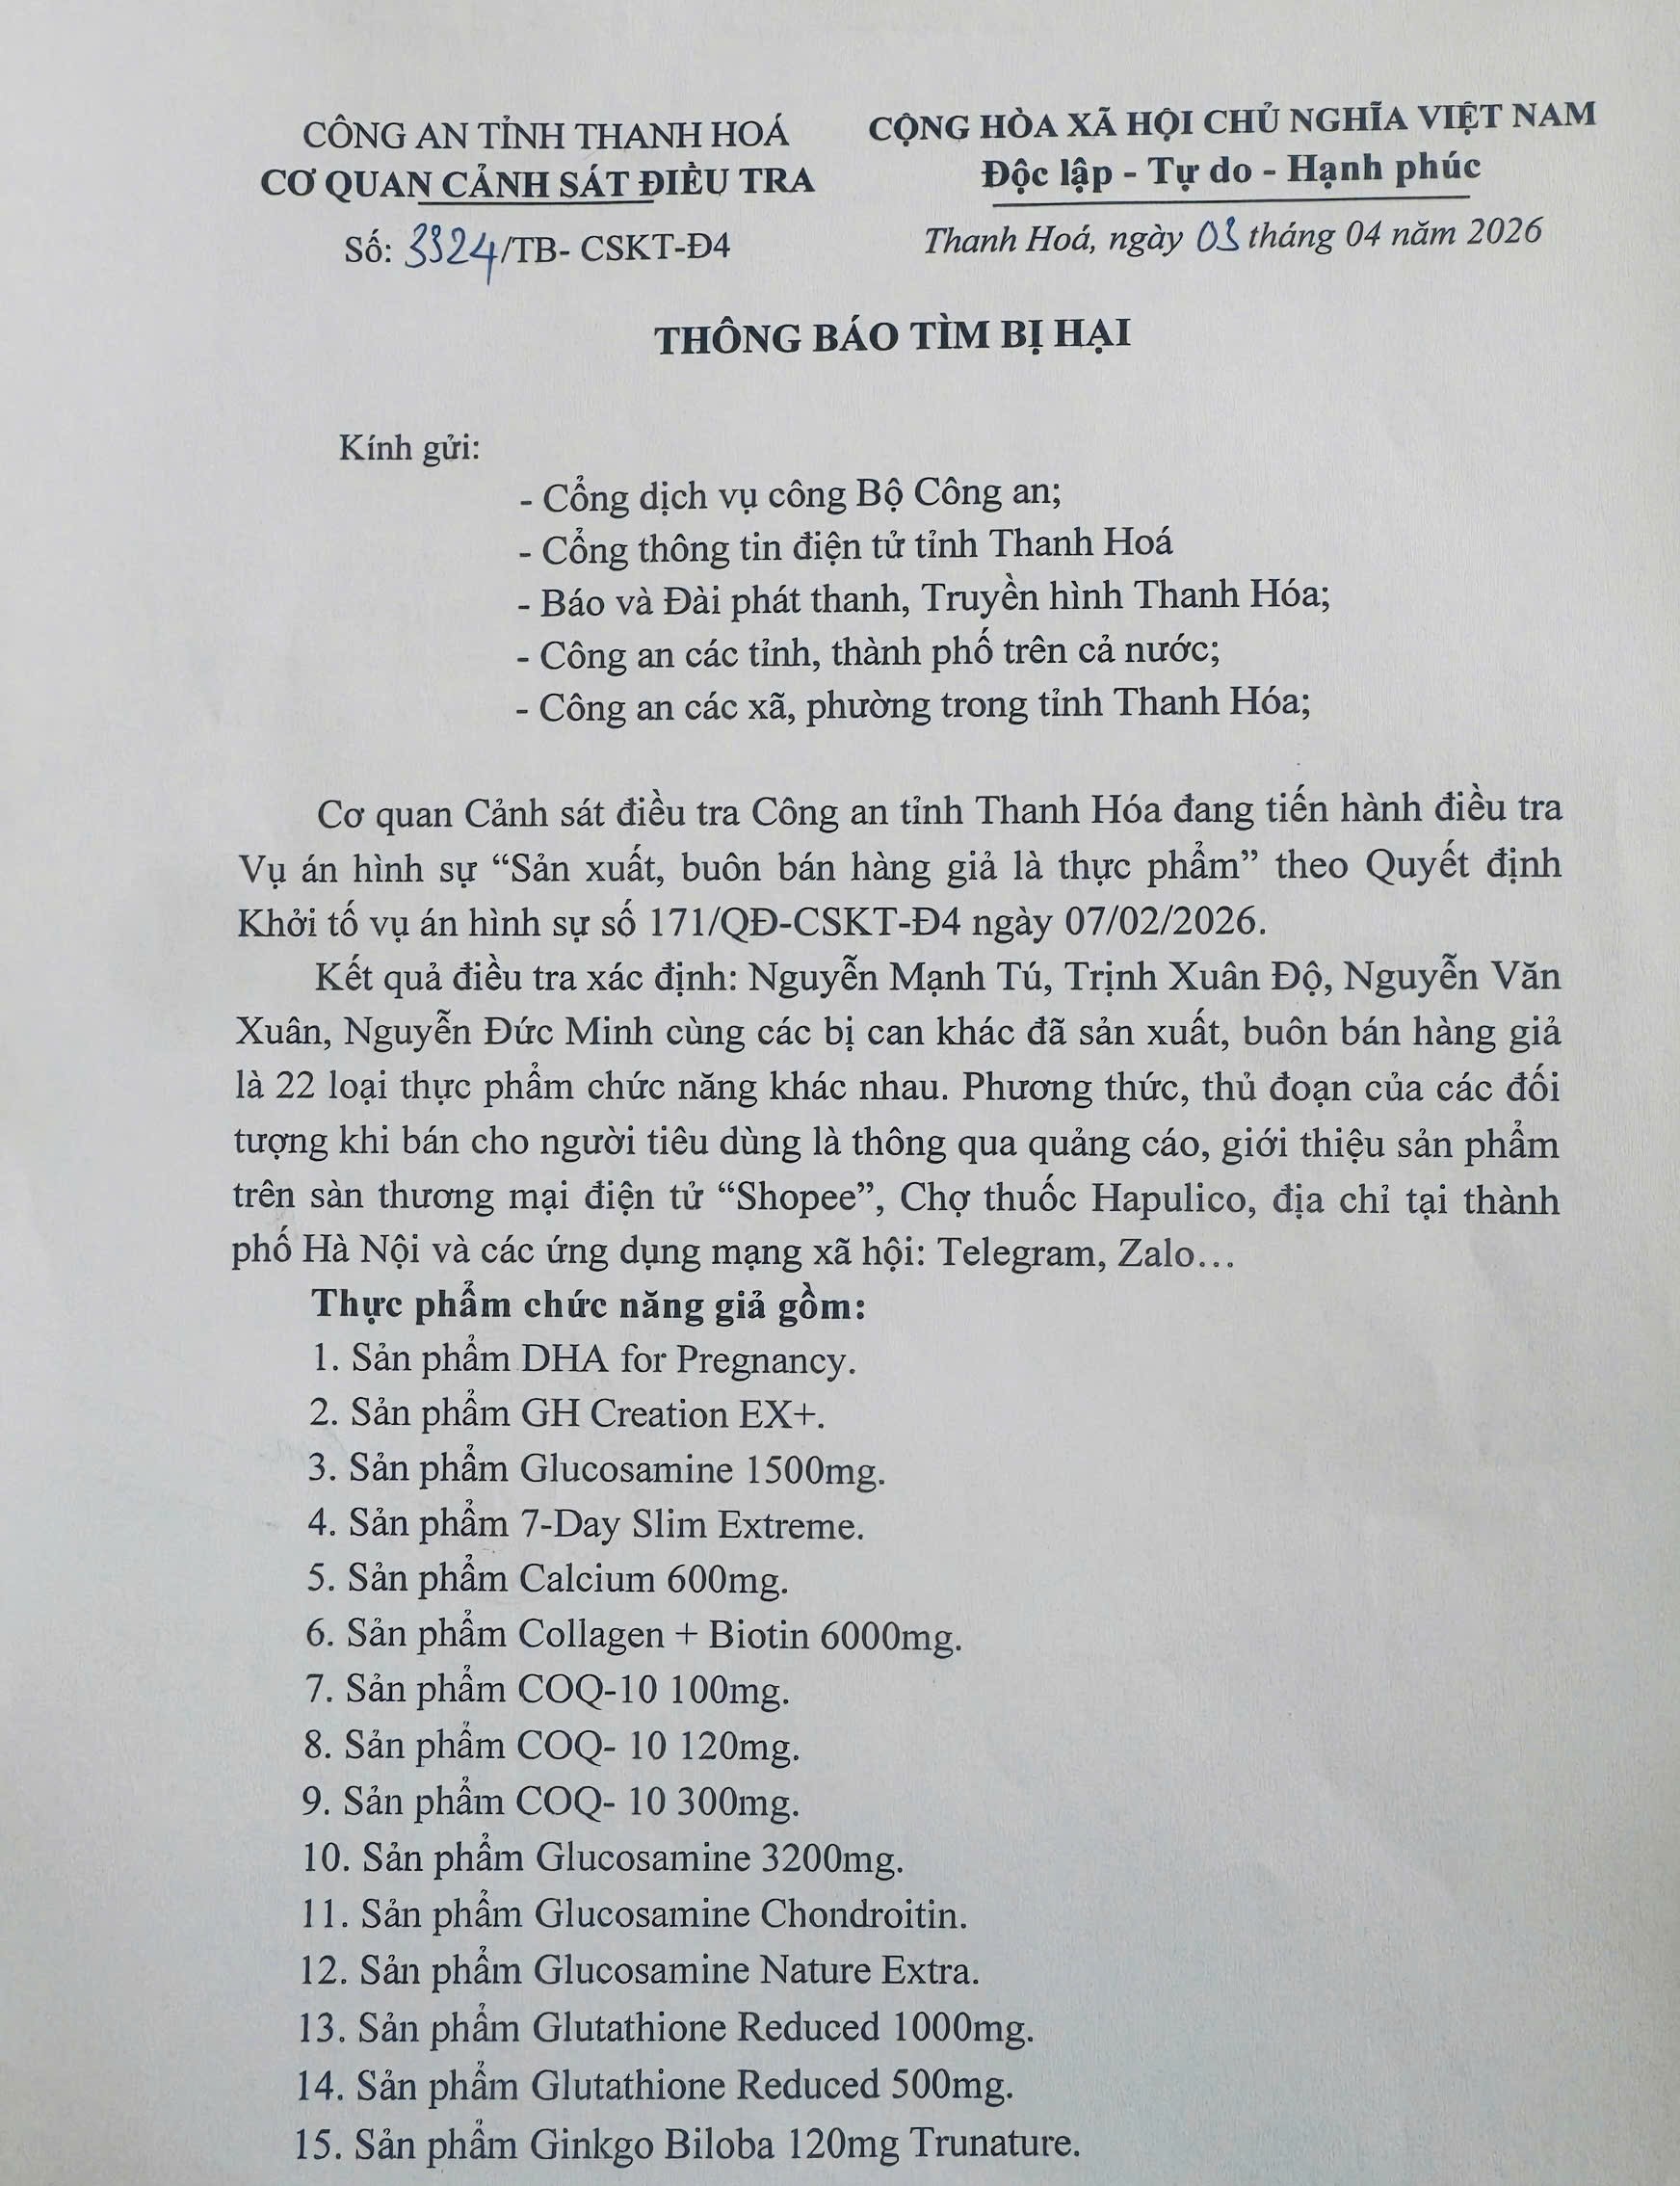 CÔNG AN TỈNH THANH HOÁ
CƠ QUAN CẢNH SÁT ĐIỀU TRA
Số: 3324/TB- CSKT-Đ4
CỘNG HÒA XÃ HỘI CHỦ NGHĨA VIỆT NAM
Độc lập - Tự do - Hạnh phúc
Thanh Hoá, ngày 03 tháng 04 năm 2026
THÔNG BÁO TÌM BỊ HẠI
Kính gửi:
- Cổng dịch vụ công Bộ Công an;
- Cổng thông tin điện tử tỉnh Thanh Hoá
- Báo và Đài phát thanh, Truyền hình Thanh Hóa;
- Công an các tỉnh, thành phố trên cả nước;
- Công an các xã, phường trong tỉnh Thanh Hóa;
Cơ quan Cảnh sát điều tra Công an tỉnh Thanh Hóa đang tiến hành điều tra
Vụ án hình sự “Sản xuất, buôn bán hàng giả là thực phẩm” theo Quyết định
Khởi tố vụ án hình sự số 171/QĐ-CSKT-Đ4 ngày 07/02/2026.
Kết quả điều tra xác định: Nguyễn Mạnh Tú, Trịnh Xuân Độ, Nguyễn Văn
Xuân, Nguyễn Đức Minh cùng các bị can khác đã sản xuất, buôn bán hàng giả
là 22 loại thực phẩm chức năng khác nhau. Phương thức, thủ đoạn của các đối
tượng khi bán cho người tiêu dùng là thông qua quảng cáo, giới thiệu sản phẩm
trên sàn thương mại điện tử “Shopee”, Chợ thuốc Hapulico, địa chỉ tại thành
phố Hà Nội và các ứng dụng mạng xã hội: Telegram, Zalo…
Thực phẩm chức năng giả gồm:
1. Sản phẩm DHA for Pregnancy.
2. Sản phẩm GH Creation EX+.
3. Sản phẩm Glucosamine 1500mg.
4. Sản phẩm 7-Day Slim Extreme.
5. Sản phẩm Calcium 600mg.
6. Sản phẩm Collagen + Biotin 6000mg.
7. Sản phẩm COQ-10 100mg.
8. Sản phẩm COQ- 10 120mg.
9. Sản phẩm COQ- 10 300mg.
10. Sản phẩm Glucosamine 3200mg.
11. Sản phẩm Glucosamine Chondroitin.
12. Sản phẩm Glucosamine Nature Extra.
13. Sản phẩm Glutathione Reduced 1000mg.
14. Sản phẩm Glutathione Reduced 500mg.
15. Sản phẩm Ginkgo Biloba 120mg Trunature.